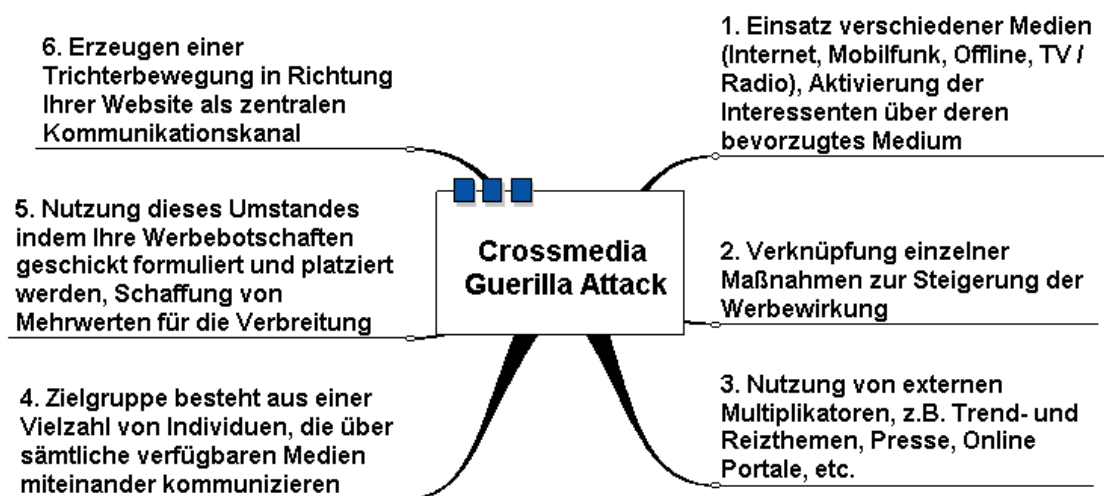 1. Einsatz verschiedener Medien
(Internet, Mobilfunk, Offline, TV /
Radio), Aktivierung der
Interessenten über deren
bevorzugtes Medium
2. Verknüpfung einzelner
Maßnahmen zur Steigerung der
Werbewirkung
3. Nutzung von externen
Multiplikatoren, z.B. Trend- und
Reizthemen, Presse, Online
Portale, etc.
4. Zielgruppe besteht aus einer
Vielzahl von Individuen, die über
sämtliche verfügbaren Medien
miteinander kommunizieren
5. Nutzung dieses Umstandes
indem Ihre Werbebotschaften
geschickt formuliert und platziert
werden, Schaffung von
Mehrwerten für die Verbreitung
6. Erzeugen einer
Trichterbewegung in Richtung
Ihrer Website als zentralen
Kommunikationskanal
Crossmedia
Guerilla Attack